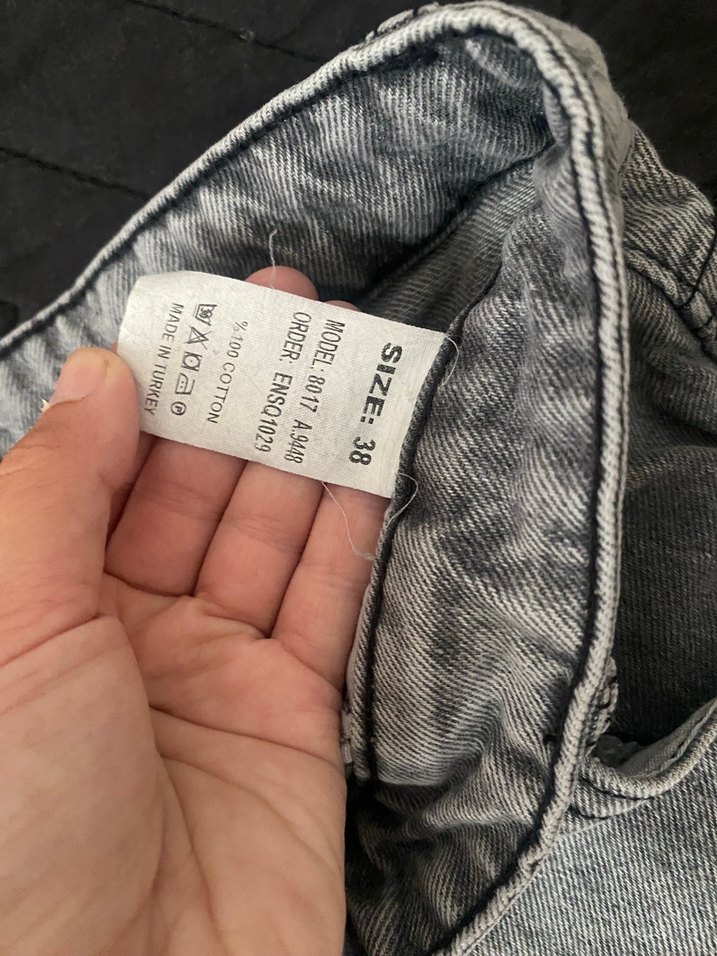 SIZE: 38
MODEL: 8017 A.9448
ORDER: ENSQ1029
%100 COTTON
MADE IN TURKEY